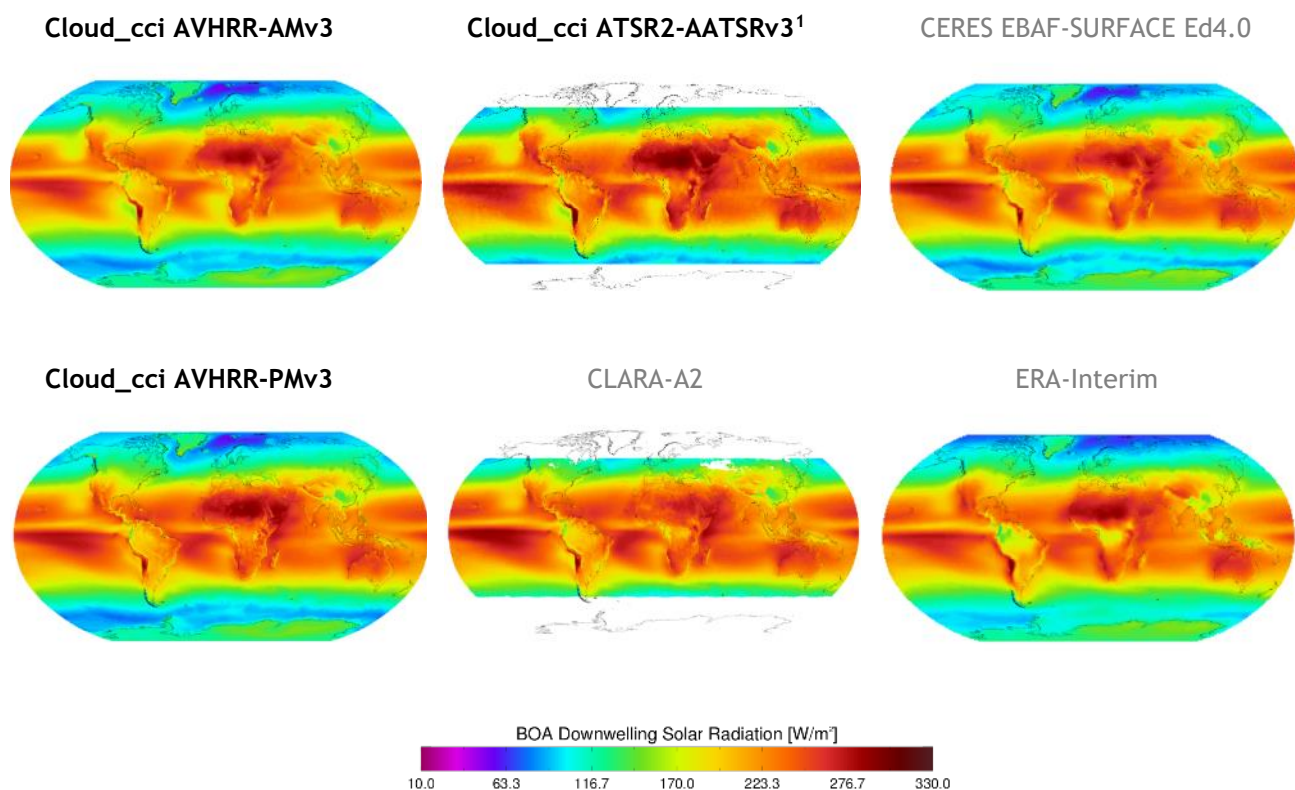 Cloud_cci AVHRR-AMv3
Cloud_cci ATSR2-AATSRv3¹
CERES EBAF-SURFACE Ed4.0
Cloud_cci AVHRR-PMv3
CLARA-A2
ERA-Interim
BOA Downwelling Solar Radiation [W/m²]
10.0 63.3 116.7 170.0 223.3 276.7 330.0